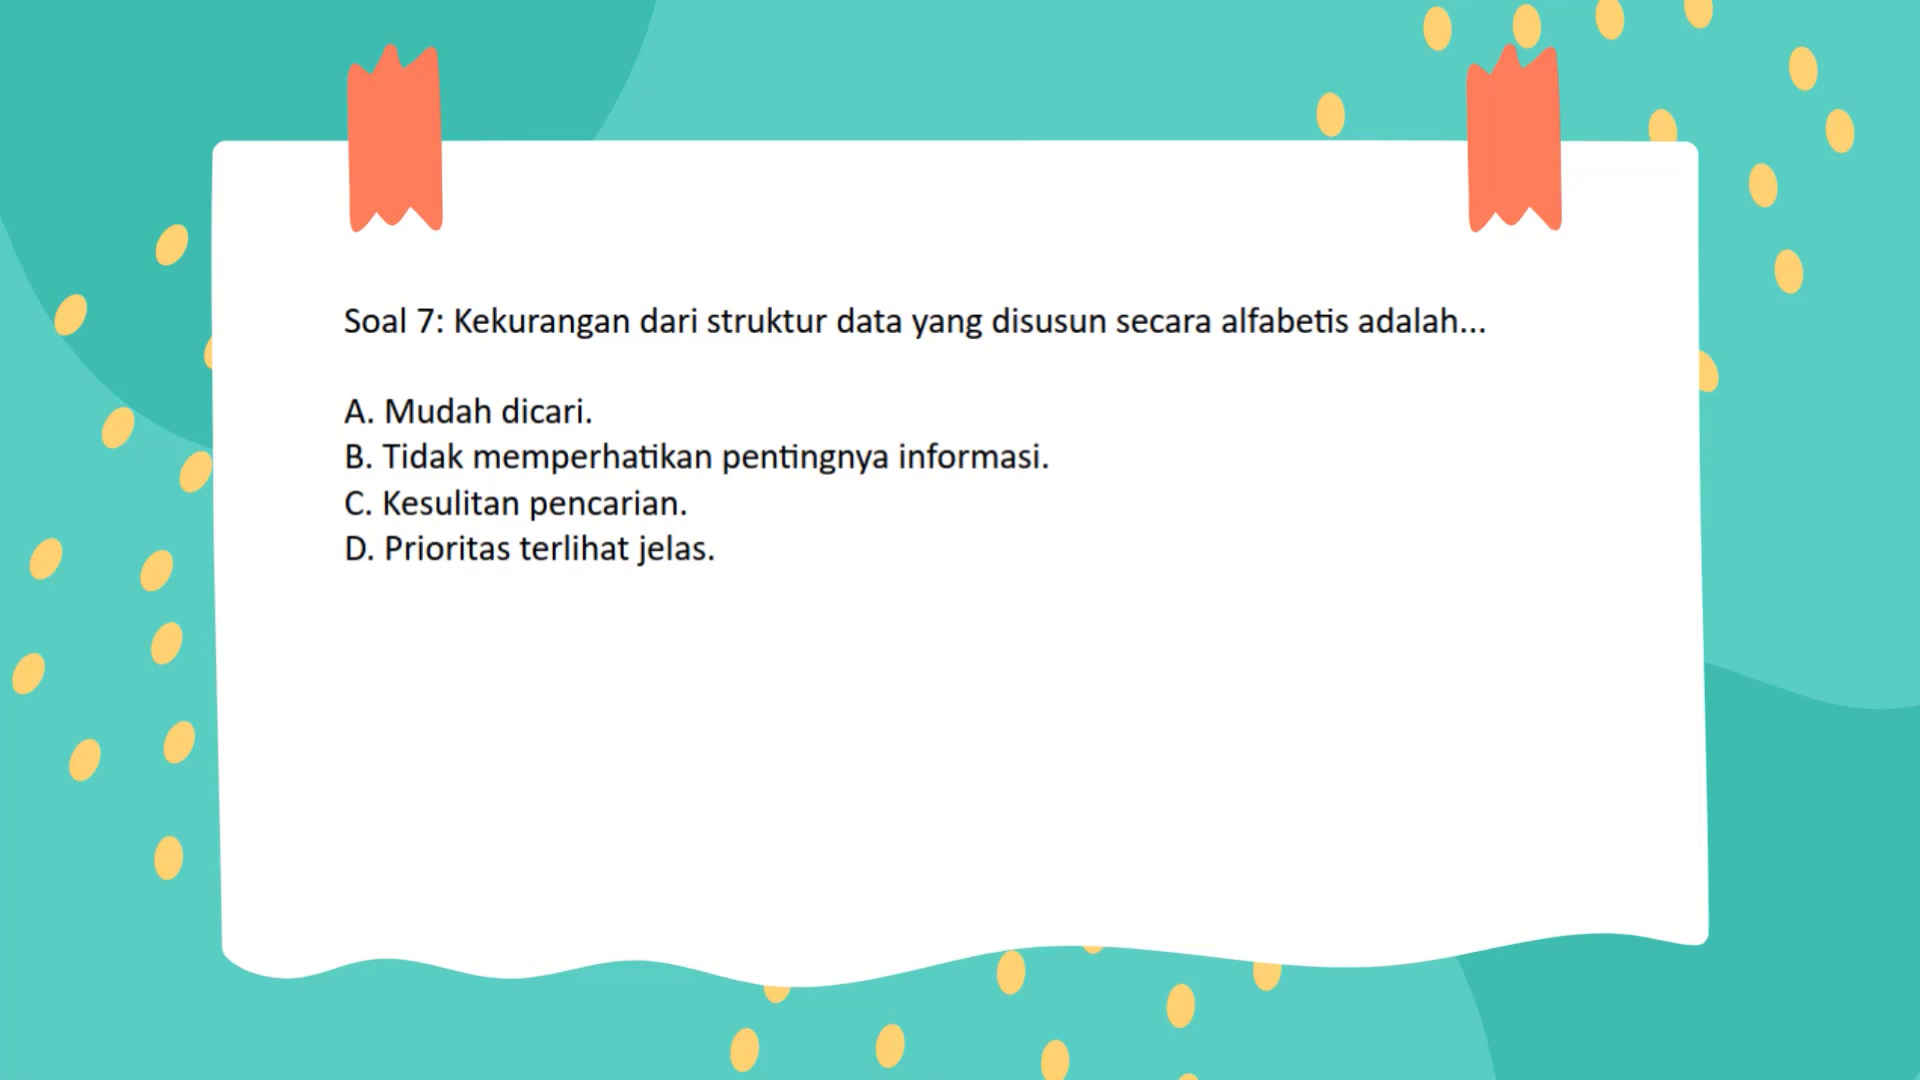 Soal 7: Kekurangan dari struktur data yang disusun secara alfabetis adalah...
A. Mudah dicari.
B. Tidak memperhatikan pentingnya informasi.
C. Kesulitan pencarian.
D. Prioritas terlihat jelas.